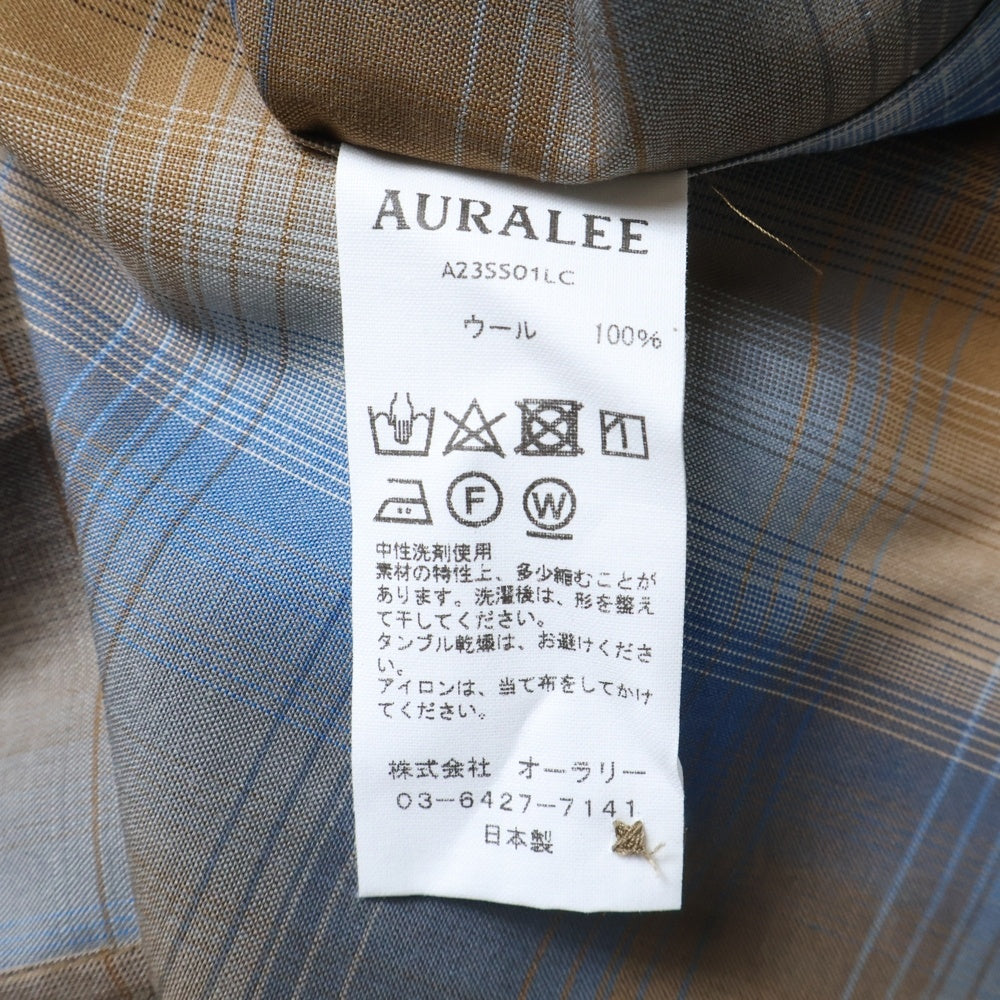 AURALEE
A23SS01LC
ウール 100%
F W
中性洗剤使用
素材の特性上、多少縮むことが
あります。洗濯後は、形を整え
て干してください。
タンブル乾燥は、お避けくださ
い。
アイロンは、当て布をしてかけ
てください。
株式会社 オーラリー
03-6427-7141
日本製